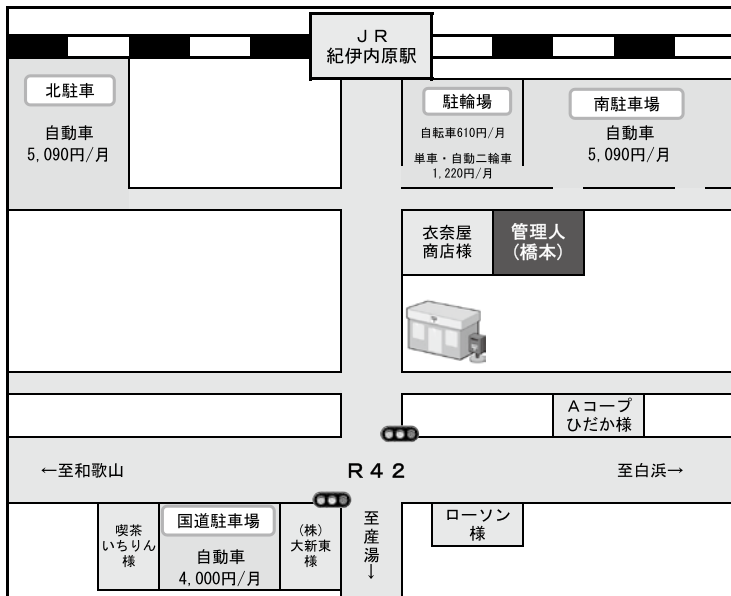 ＪＲ
紀伊内原駅
北駐車
自動車
5,090円/月
駐輪場
自転車610円/月
単車・自動二輪車
1,220円/月
南駐車場
自動車
5,090円/月
衣奈屋
商店様
管理人
(橋本)
Ａコープ
ひだか様
←至和歌山
Ｒ４２
至白浜→
喫茶
いちりん
様
国道駐車場
自動車
4,000円/月
(株)
大新東
様
至産湯↓
ローソン
様